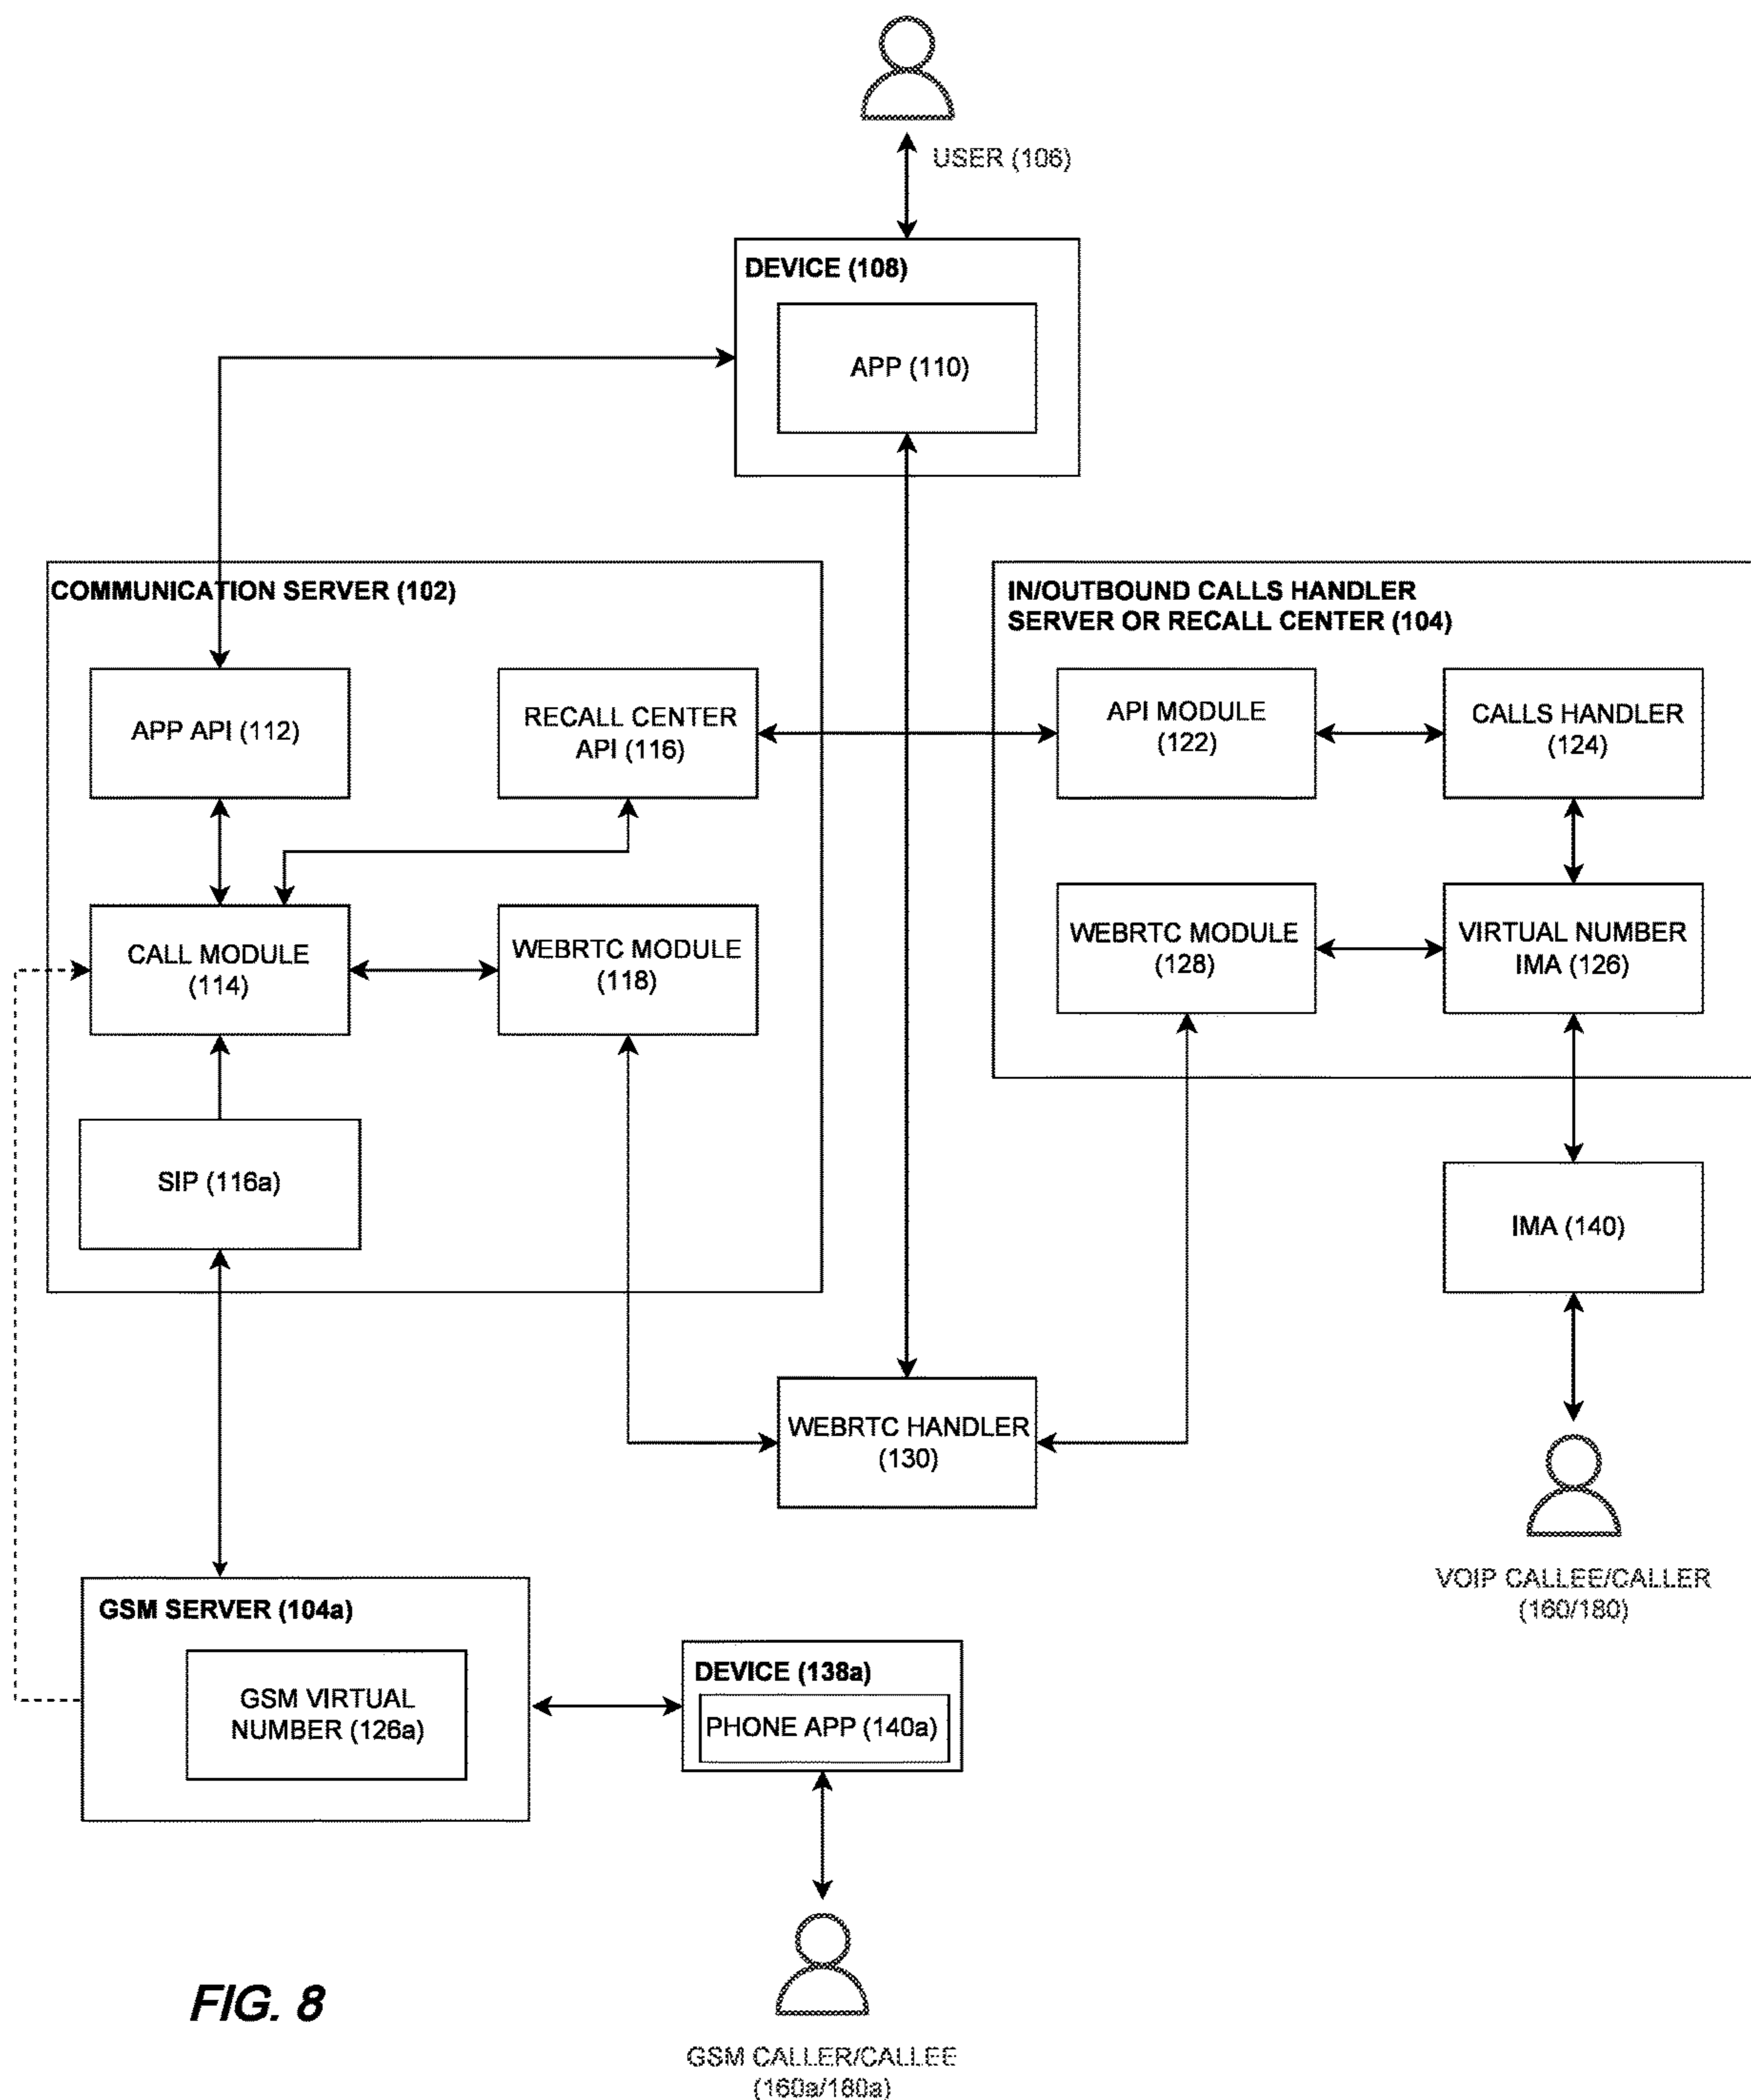 USER (106)
DEVICE (108)
APP (110)
COMMUNICATION SERVER (102)
IN/OUTBOUND CALLS HANDLER
SERVER OR RECALL CENTER (104)
APP API (112)
RECALL CENTER
API (116)
API MODULE
(122)
CALLS HANDLER
(124)
CALL MODULE
(114)
WEBRTC MODULE
(118)
WEBRTC MODULE
(128)
VIRTUAL NUMBER
IMA (126)
SIP (116a)
IMA (140)
WEBRTC HANDLER
(130)
VOIP CALLEE/CALLER
(160/180)
GSM SERVER (104a)
GSM VIRTUAL
NUMBER (126a)
DEVICE (138a)
PHONE APP (140a)
FIG. 8
GSM CALLER/CALLEE
(160a/180a)